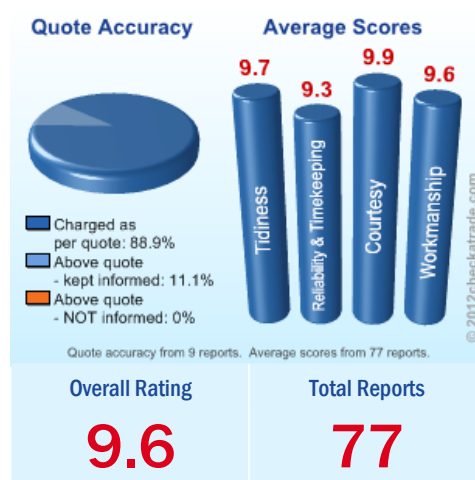 Quote Accuracy
Charged as
per quote: 88.9%
Above quote
- kept informed: 11.1%
Above quote
- NOT informed: 0%
Average Scores
9.7
9.3
9.9
9.6
Tidiness
Reliability & Timekeeping
Courtesy
Workmanship
© 2012checkatrade.com
Quote accuracy from 9 reports. Average scores from 77 reports.
Overall Rating
9.6
Total Reports
77